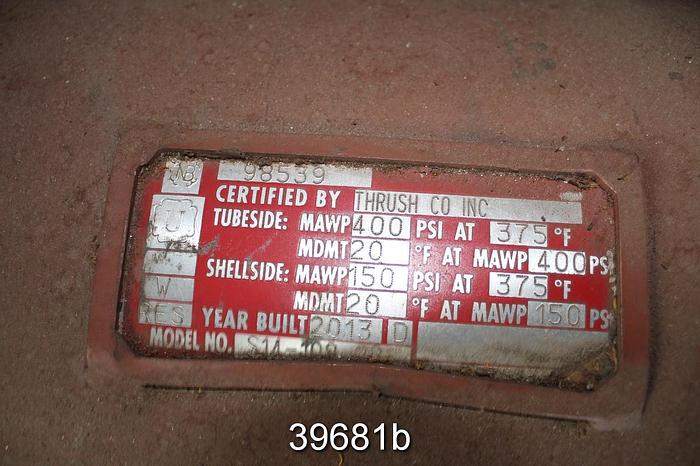 NB 98539
CERTIFIED BY THRUSH CO INC
U TUBESIDE: MAWP 400 PSI AT 375 °F
MDMT 20 °F AT MAWP 400 PS
SHELLSIDE: MAWP 150 PSI AT 375 °F
W MDMT 20 °F AT MAWP 150 PS
RES YEAR BUILT 2013 D
MODEL NO.
39681b